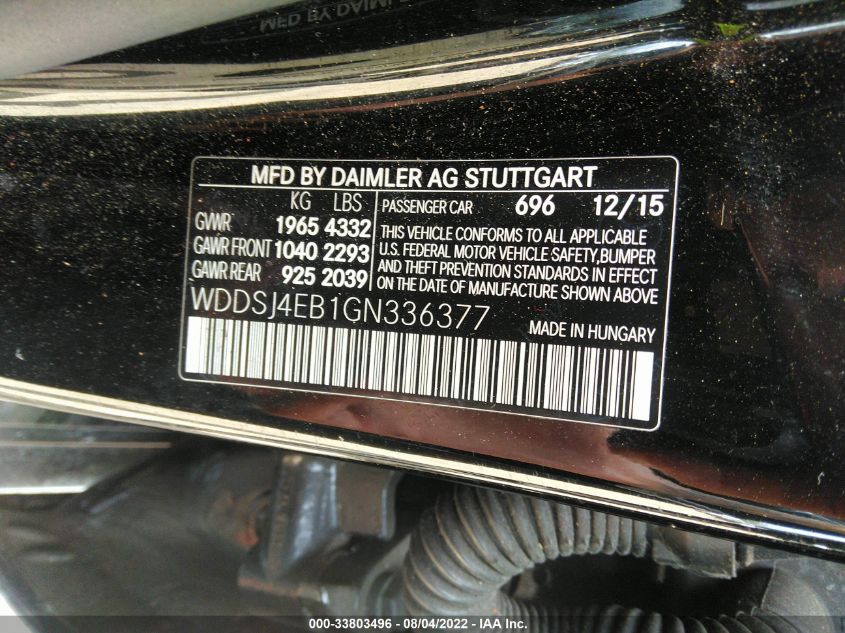 MFD BY DAIMLER AG STUTTGART
KG LBS
GVWR 1965 4332
GAWR FRONT 1040 2293
GAWR REAR 925 2039
PASSENGER CAR 696 12/15
THIS VEHICLE CONFORMS TO ALL APPLICABLE
U.S. FEDERAL MOTOR VEHICLE SAFETY,BUMPER
AND THEFT PREVENTION STANDARDS IN EFFECT
ON THE DATE OF MANUFACTURE SHOWN ABOVE.
WDDSJ4EB1GN336377
MADE IN HUNGARY
000-33803496 - 08/04/2022 - IAA Inc.